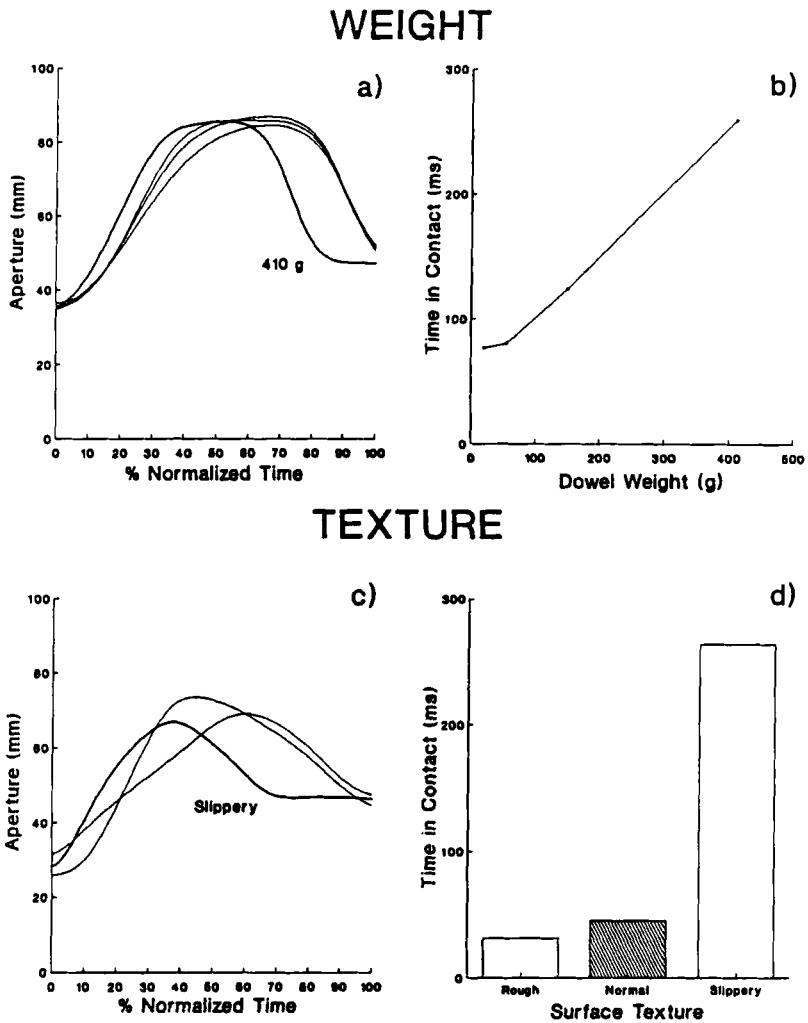 WEIGHT
a)
100
80
60
40
20
0
Aperture (mm)
410 g
0 10 20 30 40 50 60 70 80 90 100
% Normalized Time
b)
300
200
100
0
Time in Contact (ms)
0 100 200 300 400 500
Dowel Weight (g)
TEXTURE
c)
100
80
60
40
20
0
Aperture (mm)
Slippery
0 10 20 30 40 50 60 70 80 90 100
% Normalized Time
d)
300
200
100
0
Time in Contact (ms)
Rough Normal Slippery
Surface Texture